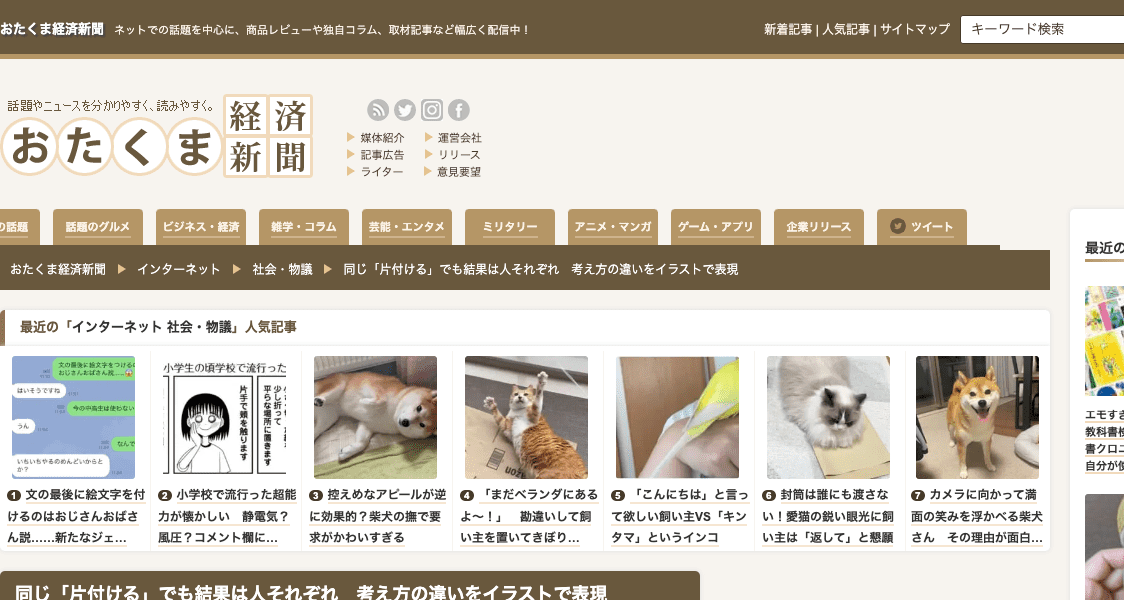 おたくま経済新聞 ネットでの話題を中心に、商品レビューや独自コラム、取材記事など幅広く配信中！
新着記事 | 人気記事 | サイトマップ
キーワード検索
話題やニュースを分かりやすく、読みやすく。
おたくま経済新聞
媒体紹介 運営会社
記事広告 リリース
ライター 意見要望
の話題 話題のグルメ ビジネス・経済 雑学・コラム 芸能・エンタメ ミリタリー アニメ・マンガ ゲーム・アプリ 企業リリース ツイート
最近の
おたくま経済新聞 インターネット 社会・物議 同じ「片付ける」でも結果は人それぞれ　考え方の違いをイラストで表現
最近の「インターネット 社会・物議」人気記事
文の最後に絵文字をつける
おじさんおばさん説……
はいそうですね
今の中高生は使わない
うん
なんで
いちいちやるのめんどいからと
か？
小学生の頃学校で流行った
片手で頬を触ります
少し折って
平らな場所に置きます
1 文の最後に絵文字を付
けるのはおじさんおばさ
ん説……新たなジェ…
2 小学校で流行った超能
力が懐かしい　静電気？
風圧？コメント欄に…
3 控えめなアピールが逆
に効果的？柴犬の撫で要
求がかわいすぎる
4 「まだベランダにある
よ～！」　勘違いして飼
い主を置いてきぼり…
5 「こんにちは」と言っ
て欲しい飼い主VS「キン
タマ」というインコ
6 封筒は誰にも渡さな
い！愛猫の鋭い眼光に飼
い主は「返して」と懇願
7 カメラに向かって満
面の笑みを浮かべる柴犬
さん　その理由が面白…
エモすぎ
教科書検
書クロニ
自分が使
同じ「片付ける」でも結果は人それぞれ　考え方の違いをイラストで表現